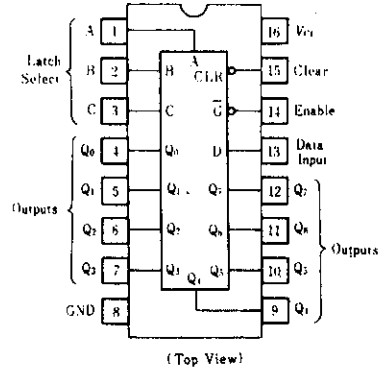 A 1 16 Vcc
A
Latch Select
B 2 B CLR 15 Clear
C 3 C G 14 Enable
Q0 4 Q0 D 13 Data Input
Q1 5 Q1 Q7 12 Q7
Outputs
Q2 6 Q2 Q6 11 Q6
Outputs
Q3 7 Q3 Q5 10 Q5
Q4
GND 8 9 Q4
(Top View)